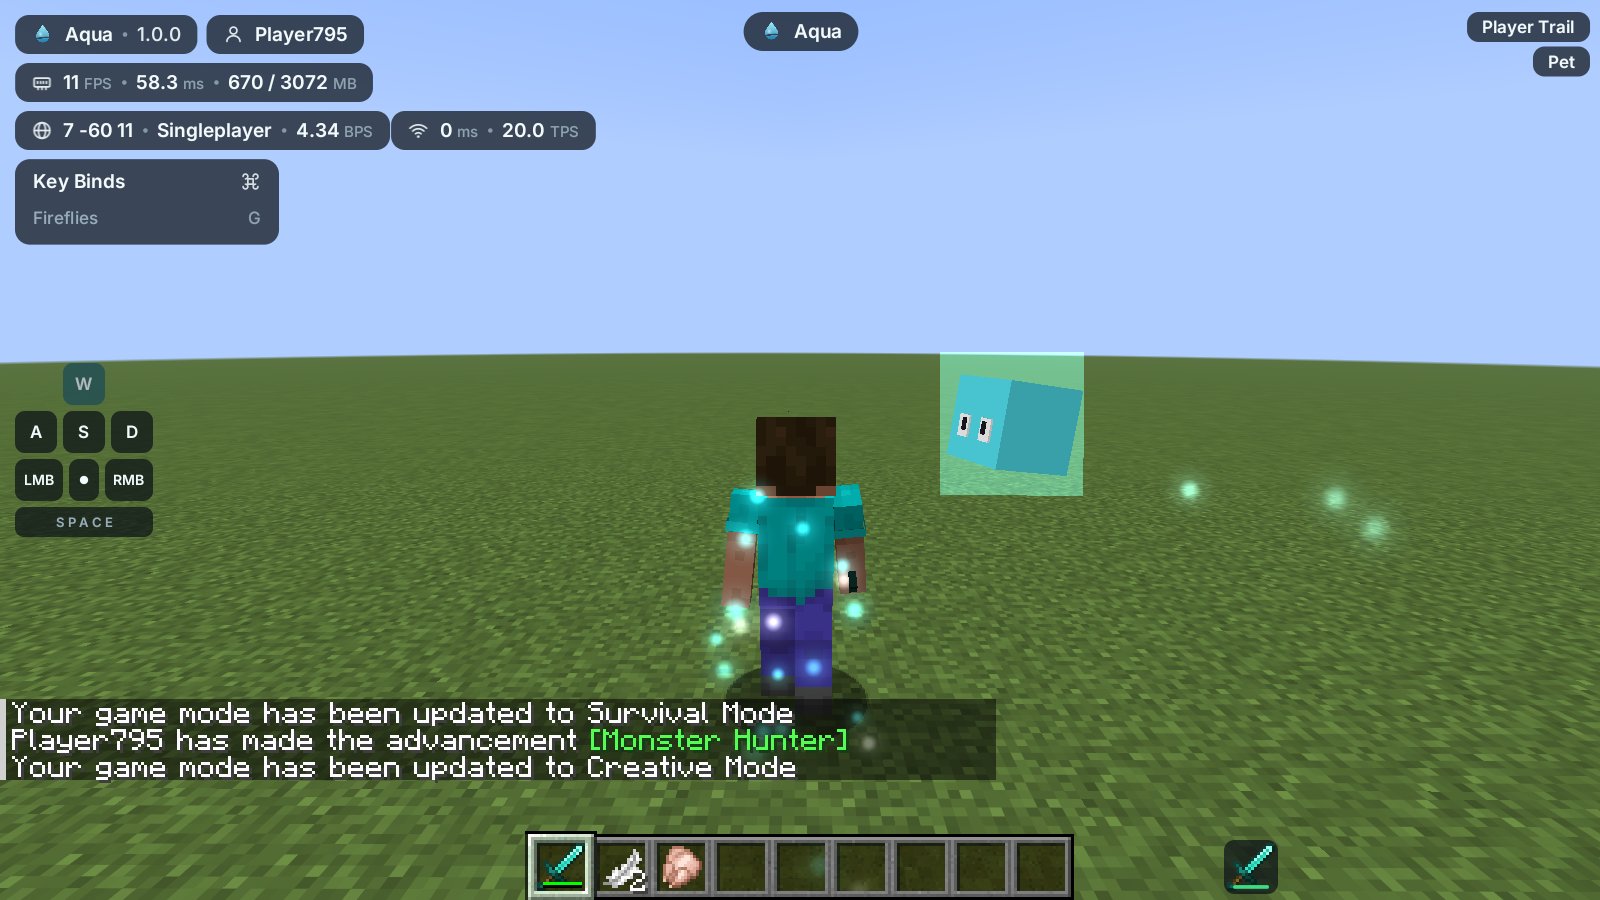 Aqua • 1.0.0
Player795
Aqua
Player Trail
Pet
11 FPS • 58.3 ms • 670 / 3072 MB
7 -60 11 • Singleplayer • 4.34 BPS
0 ms • 20.0 TPS
Key Binds
Fireflies G
W
A S D
LMB RMB
SPACE
Your game mode has been updated to Survival Mode
Player795 has made the advancement [Monster Hunter]
Your game mode has been updated to Creative Mode
2